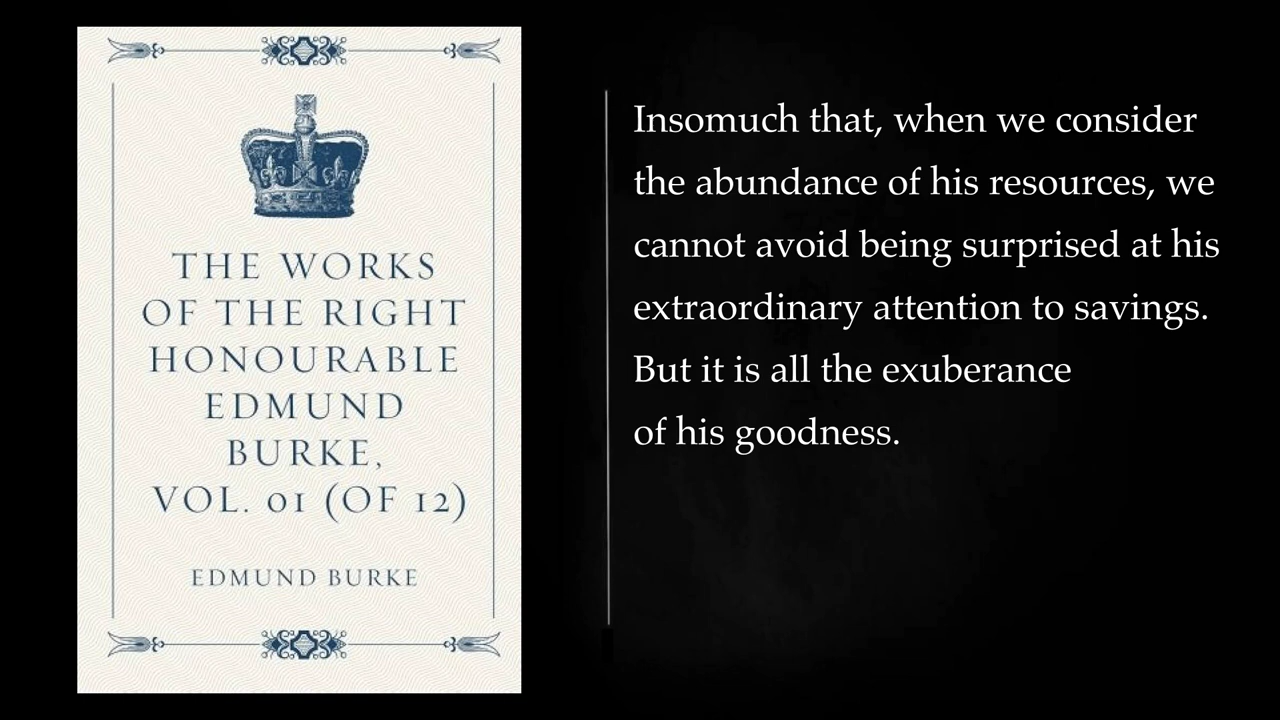 THE WORKS
OF THE RIGHT
HONOURABLE
EDMUND
BURKE,
VOL. 01 (OF 12)
EDMUND BURKE
Insomuch that, when we consider
the abundance of his resources, we
cannot avoid being surprised at his
extraordinary attention to savings.
But it is all the exuberance
of his goodness.